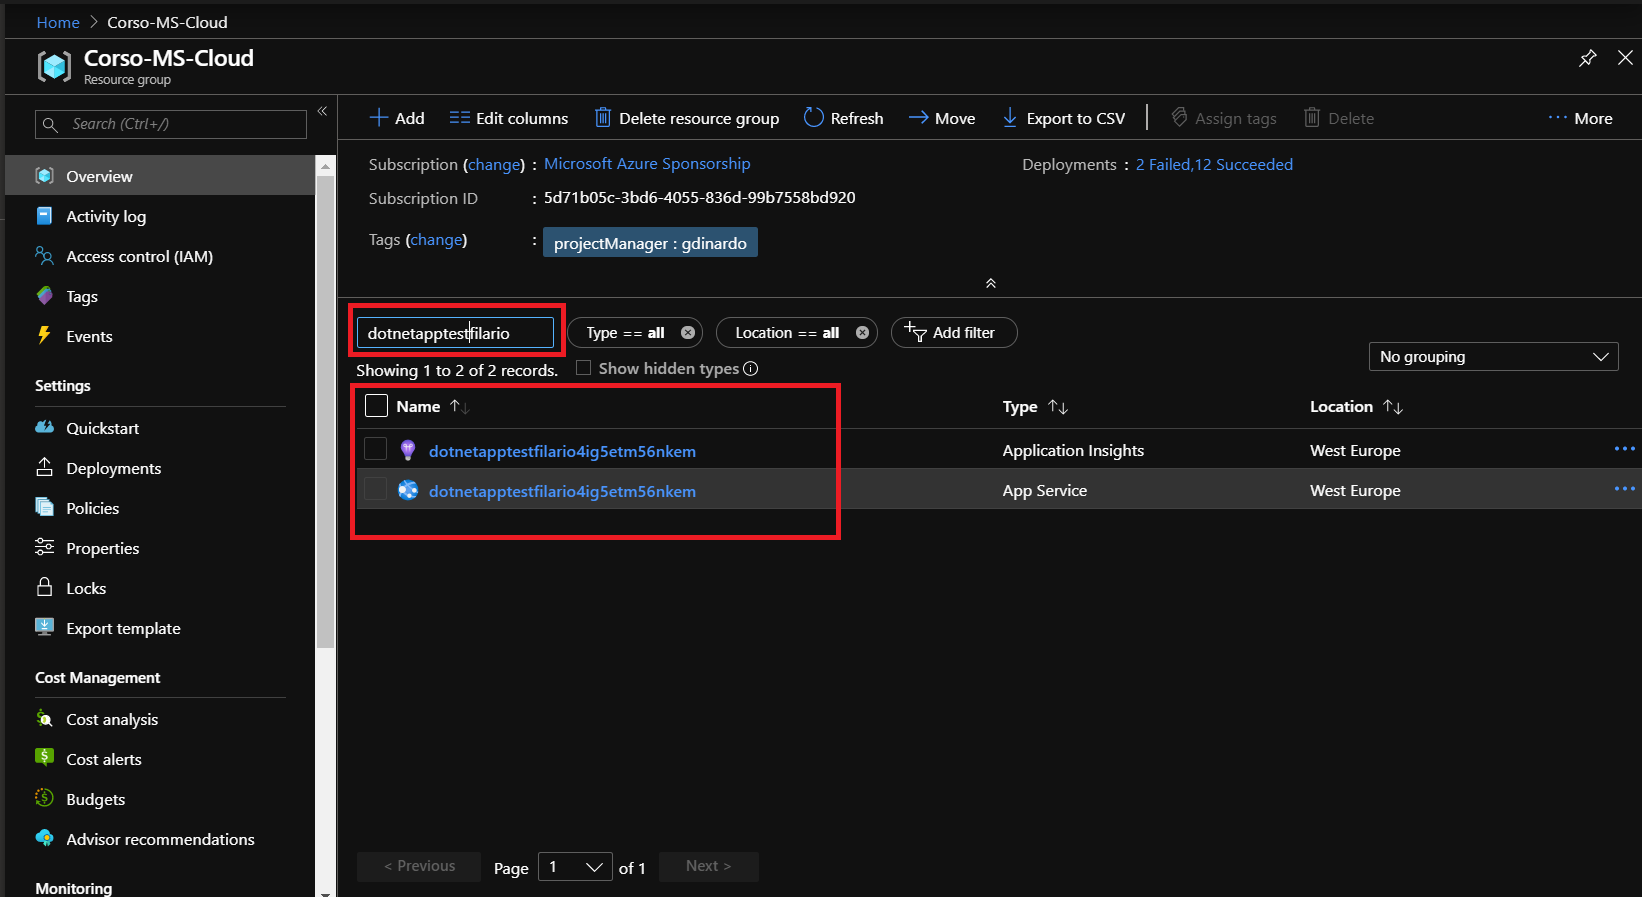 Home > Corso-MS-Cloud
Corso-MS-Cloud
Resource group
Search (Ctrl+/)
«
Overview
Activity log
Access control (IAM)
Tags
Events
Settings
Quickstart
Deployments
Policies
Properties
Locks
Export template
Cost Management
Cost analysis
Cost alerts
Budgets
Advisor recommendations
Monitoring
Add Edit columns Delete resource group Refresh Move Export to CSV Assign tags Delete ··· More
Subscription (change) : Microsoft Azure Sponsorship Deployments : 2 Failed,12 Succeeded
Subscription ID : 5d71b05c-3bd6-4055-836d-99b7558bd920
Tags (change) : projectManager : gdinardo
dotnetapptestfilario Type == all Location == all Add filter
Showing 1 to 2 of 2 records. Show hidden types
No grouping
Name Type Location
dotnetapptestfilario4ig5etm56nkem Application Insights West Europe ···
dotnetapptestfilario4ig5etm56nkem App Service West Europe ···
< Previous Page 1 of 1 Next >